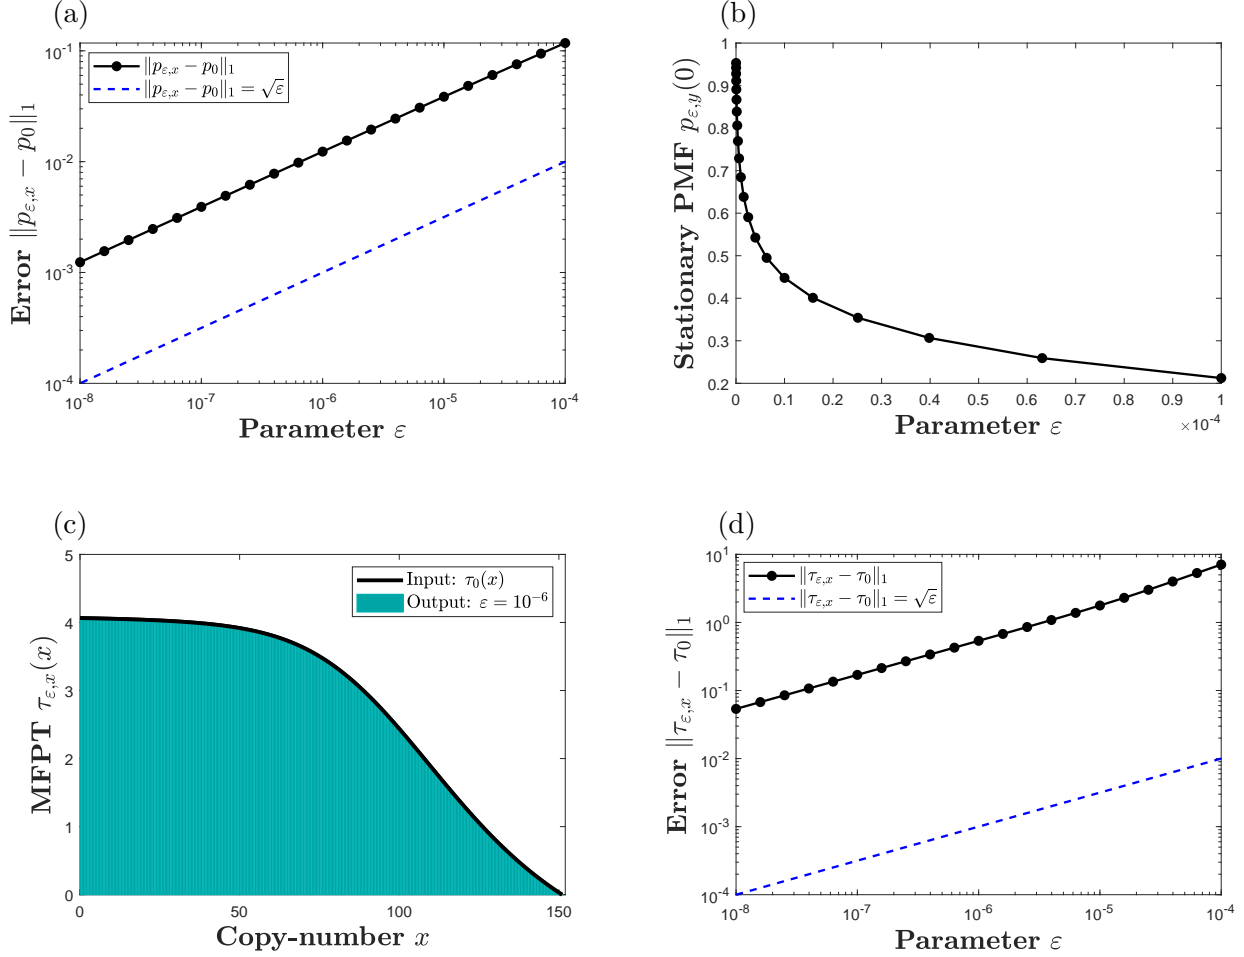 (a)
10^-1
10^-2
10^-3
10^-4
10^-8
10^-7
10^-6
10^-5
10^-4
Error ||p_{ε,x} − p_0||_1
Parameter ε
||p_{ε,x} − p_0||_1
||p_{ε,x} − p_0||_1 = √ε
(b)
1
0.9
0.8
0.7
0.6
0.5
0.4
0.3
0.2
0
0.1
0.2
0.3
0.4
0.5
0.6
0.7
0.8
0.9
1
×10^-4
Stationary PMF p_{ε,y}(0)
Parameter ε
(c)
5
4
3
2
1
0
0
50
100
150
MFPT τ_{ε,x}(x)
Copy-number x
Input: τ_0(x)
Output: ε = 10^−6
(d)
10^1
10^0
10^-1
10^-2
10^-3
10^-4
10^-8
10^-7
10^-6
10^-5
10^-4
Error ||τ_{ε,x} − τ_0||_1
Parameter ε
||τ_{ε,x} − τ_0||_1
||τ_{ε,x} − τ_0||_1 = √ε